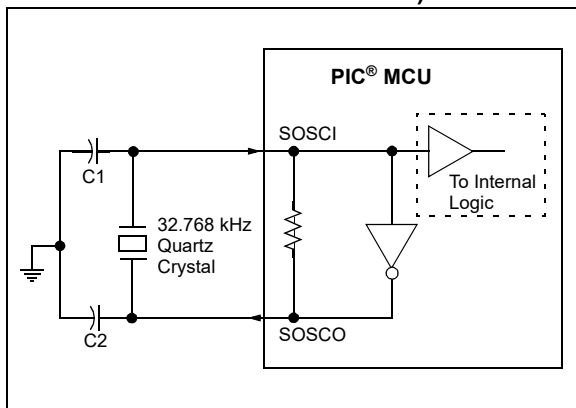 PIC® MCU
SOSCI
C1
To Internal
Logic
32.768 kHz
Quartz
Crystal
SOSCO
C2